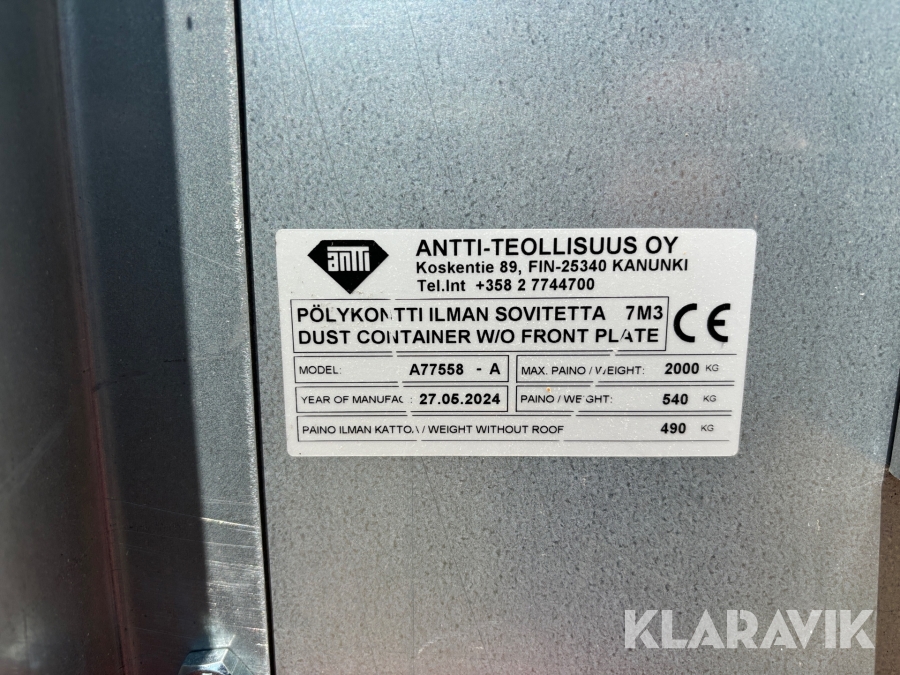 antti
ANTTI-TEOLLISUUS OY
Koskentie 89, FIN-25340 KANUNKI
Tel.Int +358 2 7744700
PÖLYKONTTI ILMAN SOVITETTA 7M3
DUST CONTAINER W/O FRONT PLATE
CE
MODEL: A77558 - A
MAX. PAINO / WEIGHT: 2000 KG
YEAR OF MANUFAC : 27.05.2024
PAINO / WEIGHT: 540 KG
PAINO ILMAN KATTOA / WEIGHT WITHOUT ROOF 490 KG
KLARAVIK